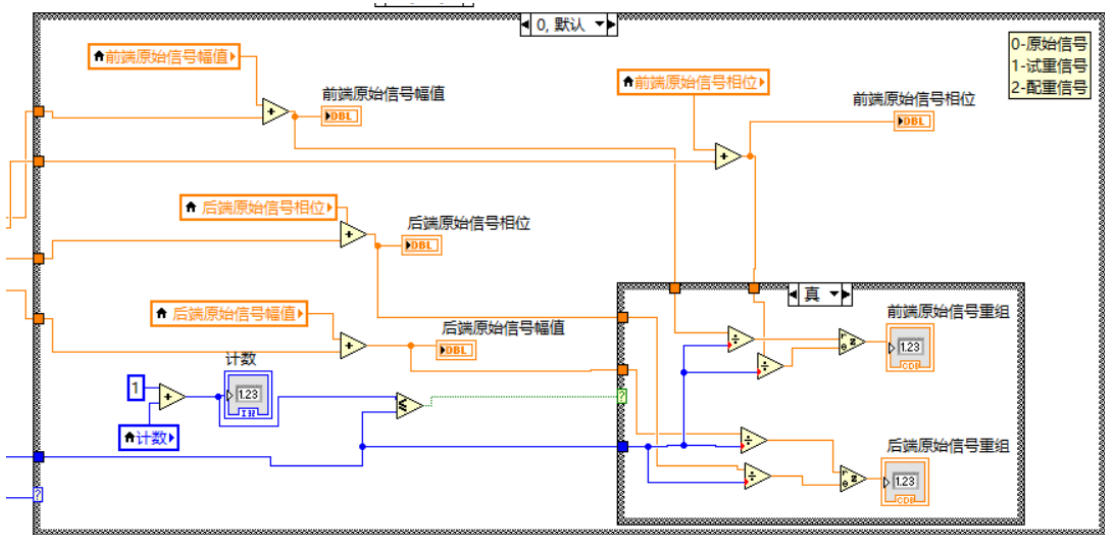 0, 默认
0-原始信号
1-试重信号
2-配重信号
前端原始信号幅值
前端原始信号幅值
DBL
前端原始信号相位
前端原始信号相位
DBL
后端原始信号相位
后端原始信号相位
DBL
后端原始信号幅值
后端原始信号幅值
DBL
计数
1
1.23
I32
计数
?
?
真
前端原始信号重组
1.23
CDB
后端原始信号重组
1.23
CDB